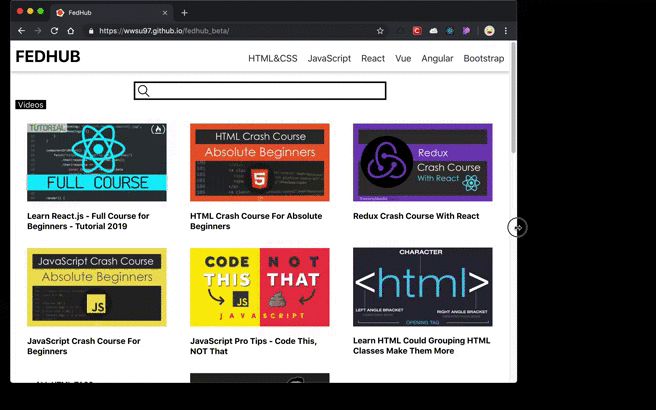 FedHub
https://wwsu97.github.io/fedhub_beta/
FEDHUB
HTML&CSS JavaScript React Vue Angular Bootstrap
Videos
TUTORIAL
FULL COURSE
Learn React.js - Full Course for
Beginners - Tutorial 2019
HTML Crash Course
Absolute Beginners
HTML Crash Course For Absolute
Beginners
Redux
Crash Course
With React
Redux Crash Course With React
JavaScript Crash Course
Absolute Beginners
JS
JavaScript Crash Course For
Beginners
CODE NOT
THIS THAT
JS
JAVASCRIPT
JavaScript Pro Tips - Code This,
NOT That
CHARACTER
<html>
LEFT ANGLE BRACKET
RIGHT ANGLE BRACKET
OPENING TAG
Learn HTML Could Grouping HTML
Classes Make Them More